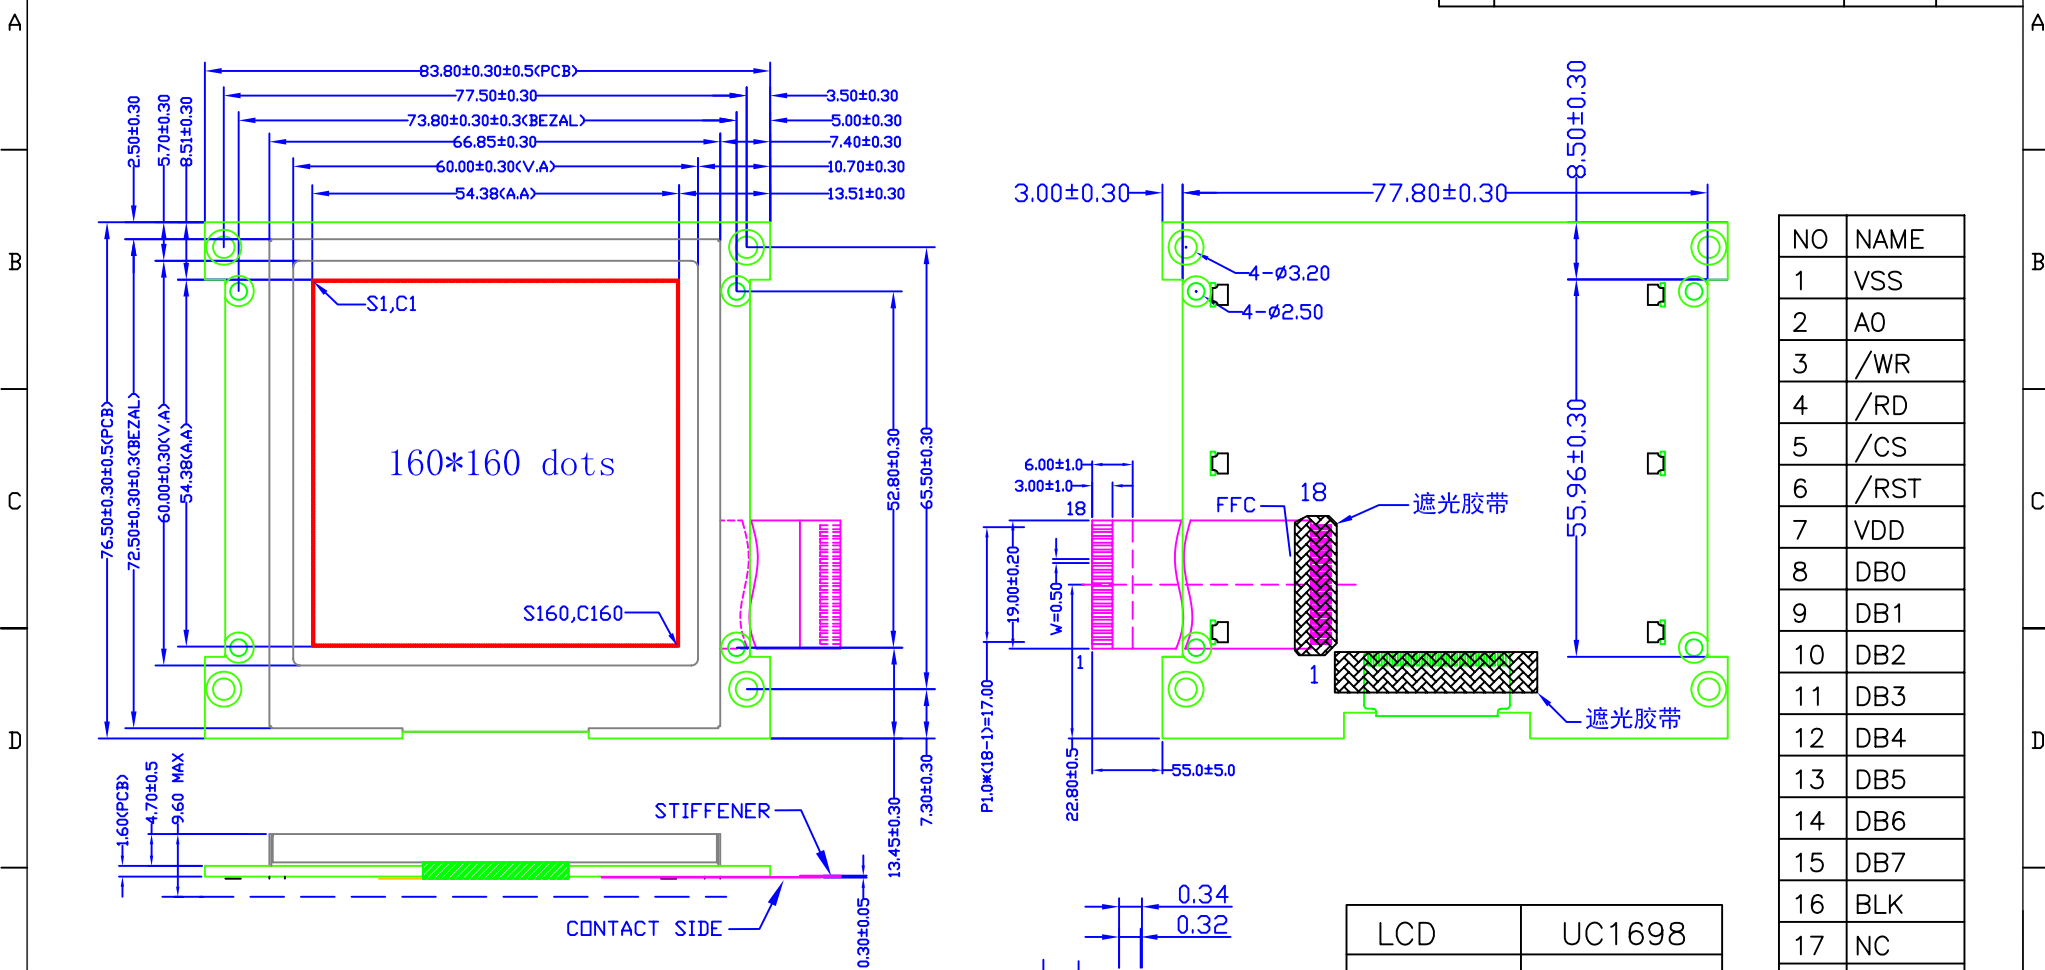 A
A
B
B
C
C
D
D
83.80±0.30±0.5(PCB)
77.50±0.30
73.80±0.30±0.3(BEZAL)
66.85±0.30
60.00±0.30(V.A)
54.38(A.A)
3.50±0.30
5.00±0.30
7.40±0.30
10.70±0.30
13.51±0.30
2.50±0.30
5.70±0.30
8.51±0.30
76.50±0.30±0.5(PCB)
72.50±0.30±0.3(BEZAL)
60.00±0.30(V.A)
54.38(A.A)
S1,C1
160*160 dots
S160,C160
52.80±0.30
65.50±0.30
13.45±0.30
7.30±0.30
1.60(PCB)
4.70±0.5
9.60 MAX
STIFFENER
CONTACT SIDE
0.30±0.05
3.00±0.30
77.80±0.30
8.50±0.30
55.96±0.30
4-Ø3.20
4-Ø2.50
6.00±1.0
3.00±1.0
18
FFC
18
遮光胶带
19.00±0.20
W=0.50
P1.0*(18-1)=17.00
1
1
22.80±0.5
55.0±5.0
遮光胶带
0.34
0.32
LCD UC1698
NO NAME
1 VSS
2 A0
3 /WR
4 /RD
5 /CS
6 /RST
7 VDD
8 DB0
9 DB1
10 DB2
11 DB3
12 DB4
13 DB5
14 DB6
15 DB7
16 BLK
17 NC